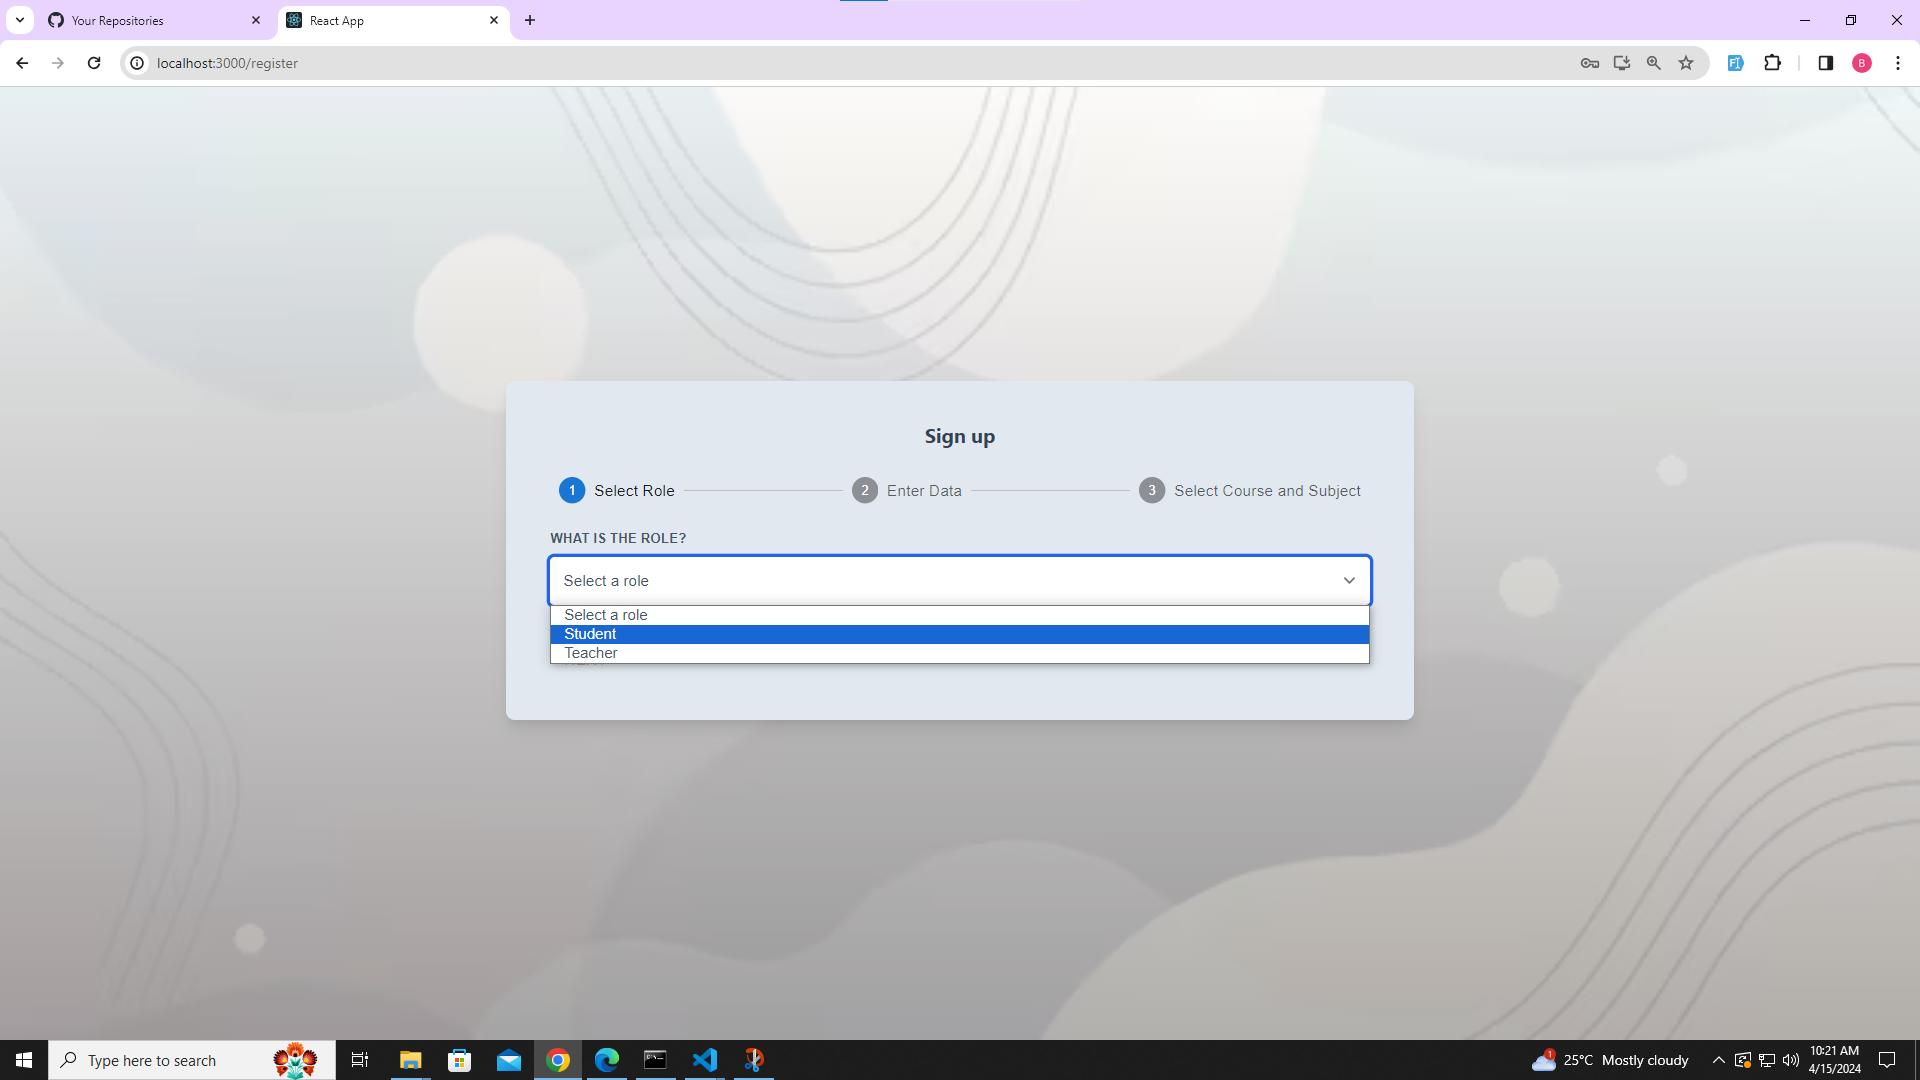 Your Repositories
React App
localhost:3000/register
B
Sign up
1 Select Role
2 Enter Data
3 Select Course and Subject
WHAT IS THE ROLE?
Select a role
Select a role
Student
Teacher
Type here to search
1
25°C Mostly cloudy
10:21 AM
4/15/2024